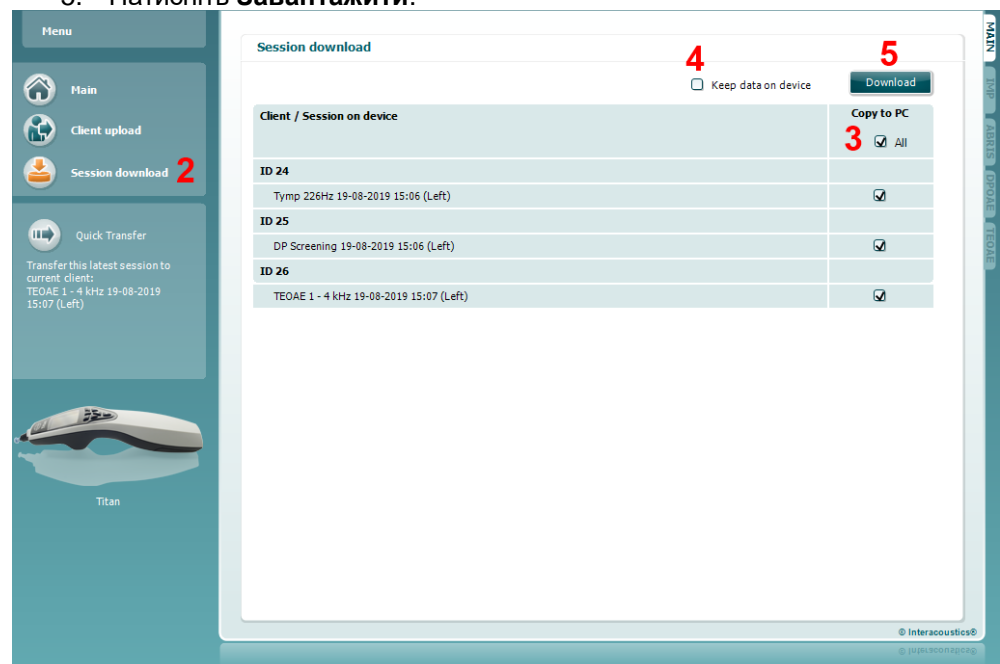 5. Натисніть Завантажити.
Menu
Main
Client upload
Session download 2
Quick Transfer
Transfer this latest session to
current client:
TEOAE 1 - 4 kHz 19-08-2019
15:07 (Left)
Titan
Session download
4
5
Keep data on device
Download
Client / Session on device
Copy to PC
3 All
ID 24
Tymp 226Hz 19-08-2019 15:06 (Left)
ID 25
DP Screening 19-08-2019 15:06 (Left)
ID 26
TEOAE 1 - 4 kHz 19-08-2019 15:07 (Left)
MAIN
IMP
ABRIS
DPOAE
TEOAE
© Interacoustics®